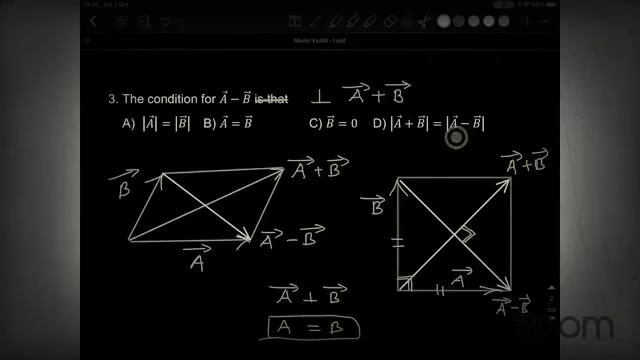 Model ExAM -1.pdf
3. The condition for A⃗ − B⃗ is that ⊥ A⃗ + B⃗
A) |A⃗| = |B⃗| B) A⃗ = B⃗ C) B⃗ = 0 D) |A⃗ + B⃗| = |A⃗ − B⃗|
A⃗ + B⃗
B⃗
A⃗ − B⃗
A⃗
A⃗ + B⃗
B⃗
A⃗
A⃗ − B⃗
A⃗ ⊥ B⃗
A = B
zoom